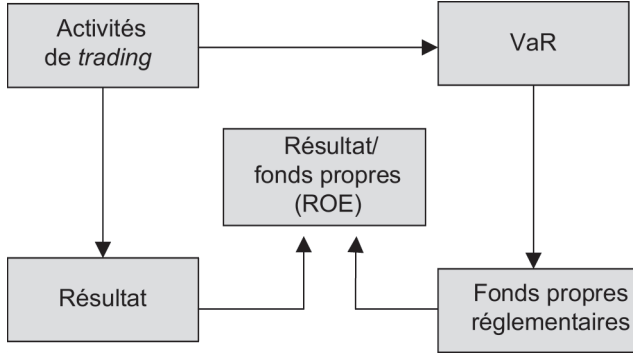 Activités
de trading
VaR
Résultat/
fonds propres
(ROE)
Résultat
Fonds propres
réglementaires